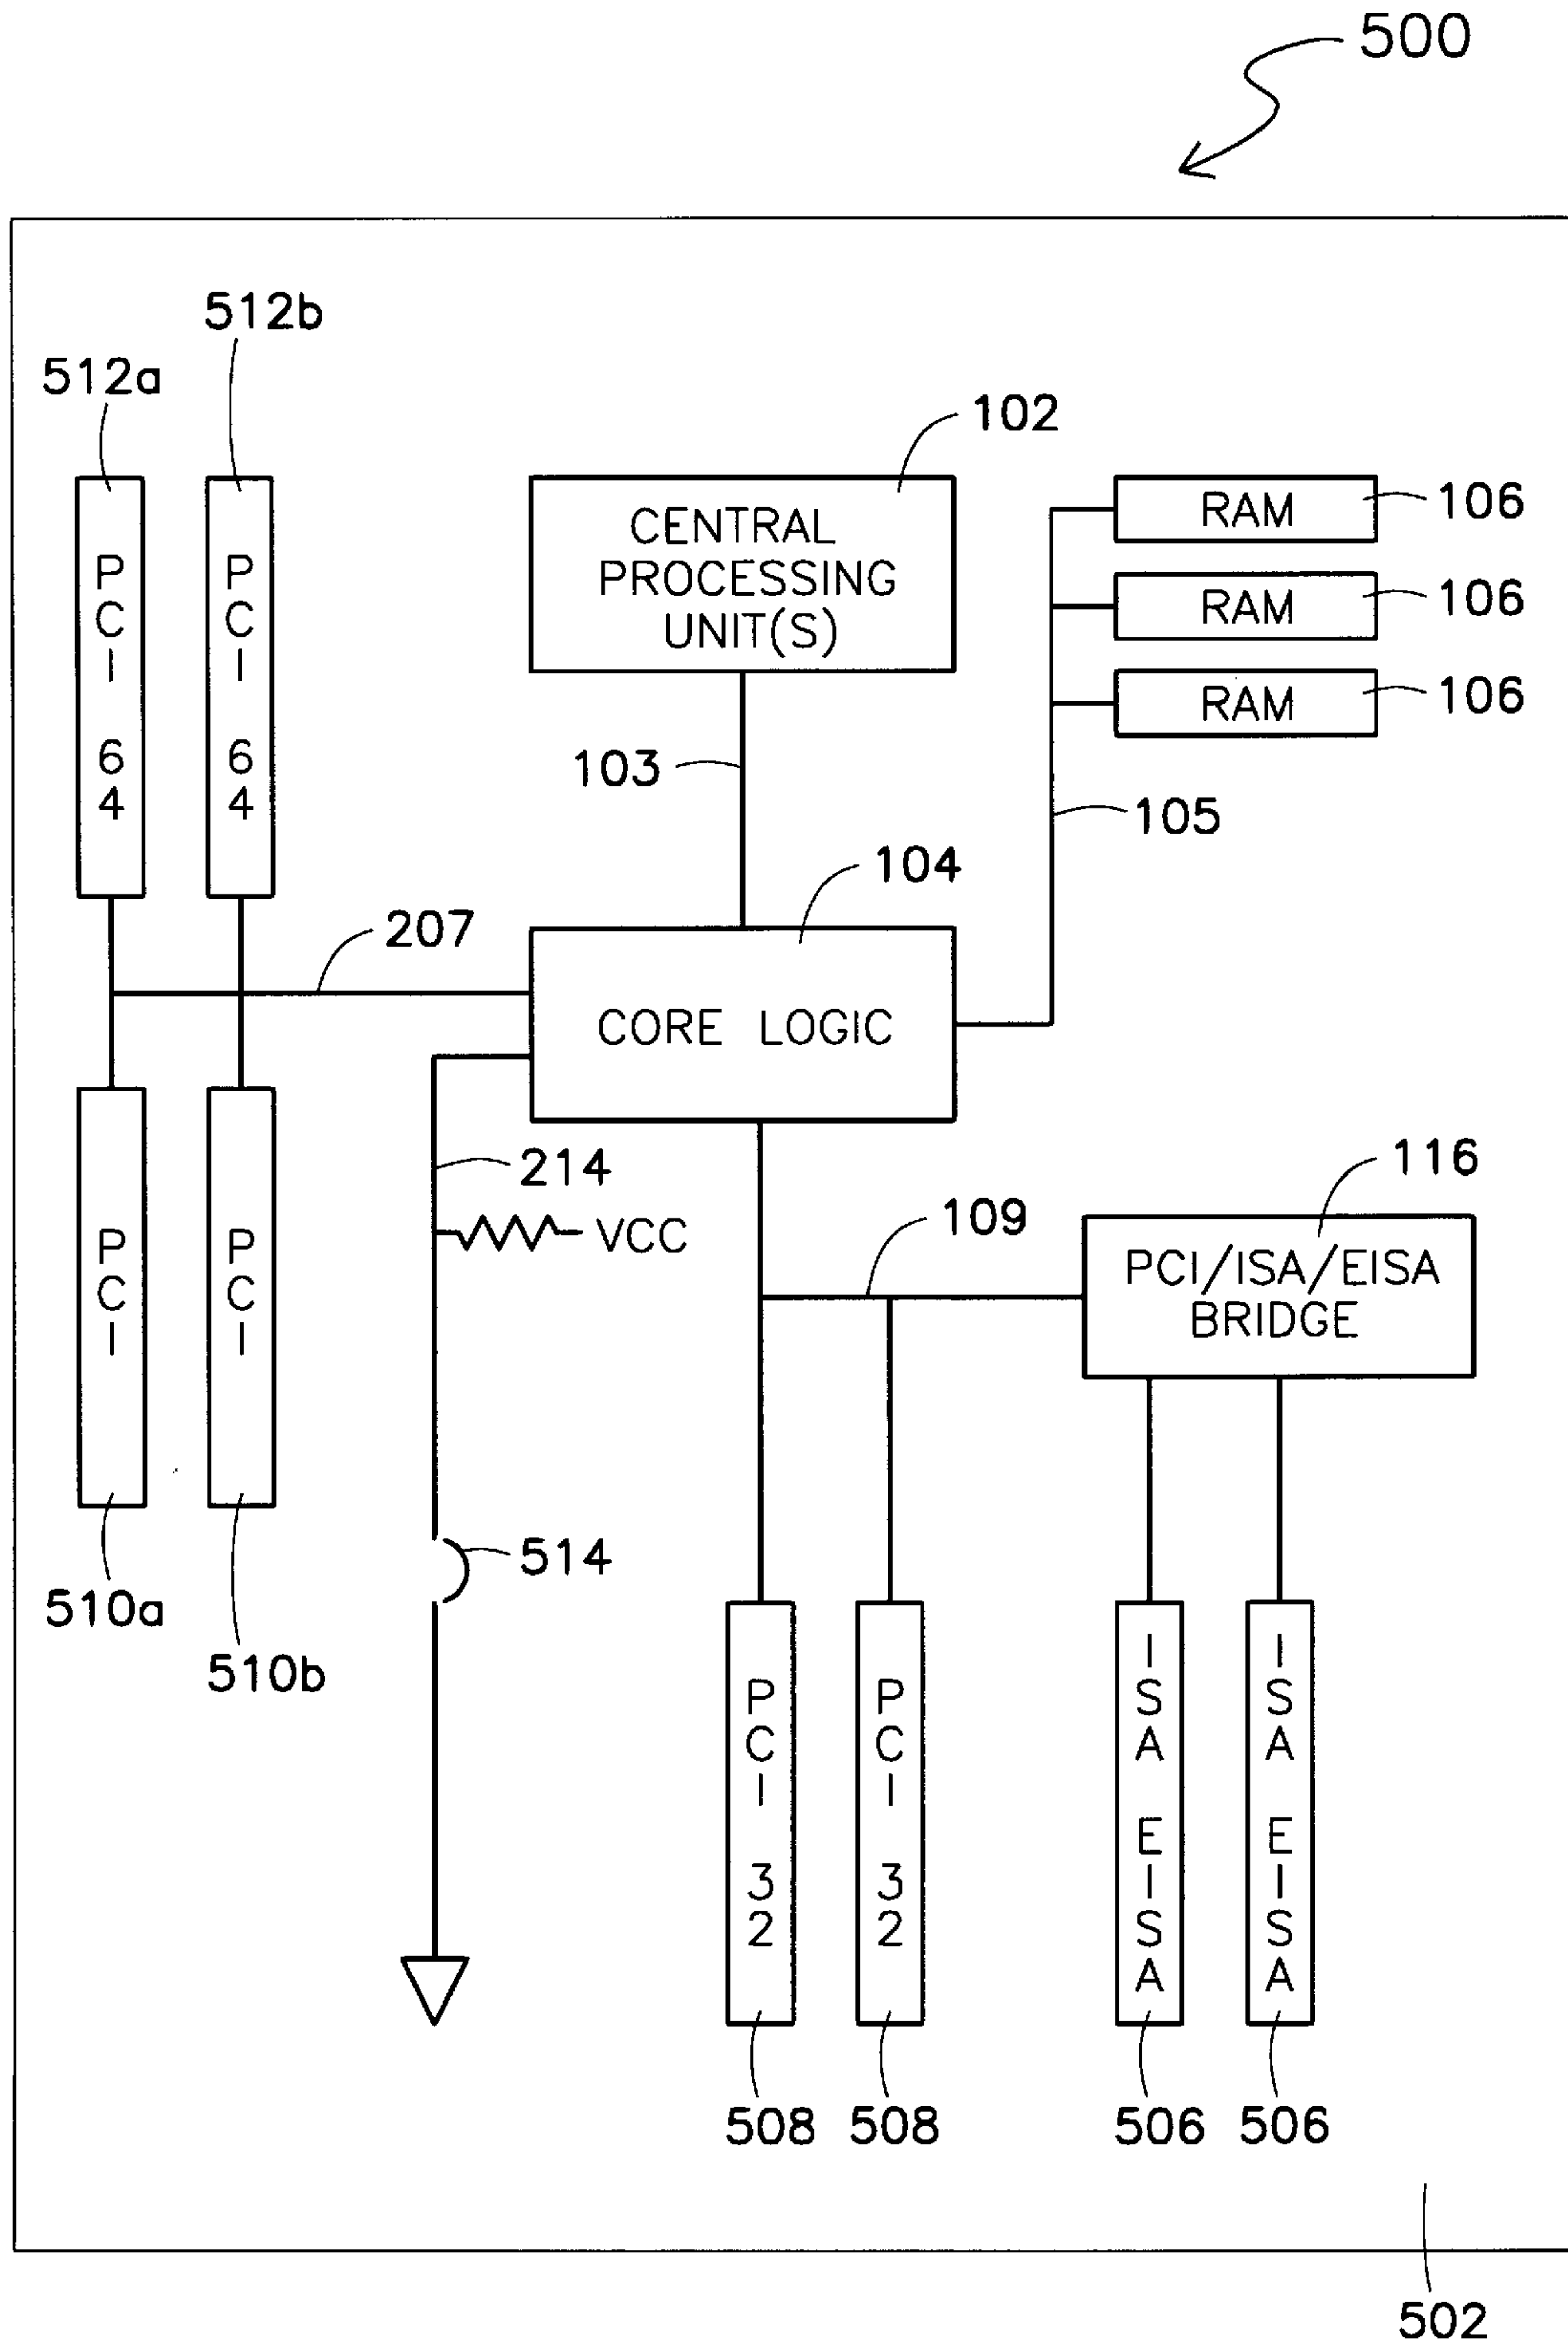 500
512b
512a
102
CENTRAL
PROCESSING
UNIT(S)
RAM
106
RAM
106
RAM
106
PCI 64
PCI 64
103
105
104
207
CORE LOGIC
214
VCC
109
116
PCI/ISA/EISA
BRIDGE
PCI
PCI
514
510a
510b
PCI 32
PCI 32
ISA EISA
ISA EISA
508
508
506
506
502